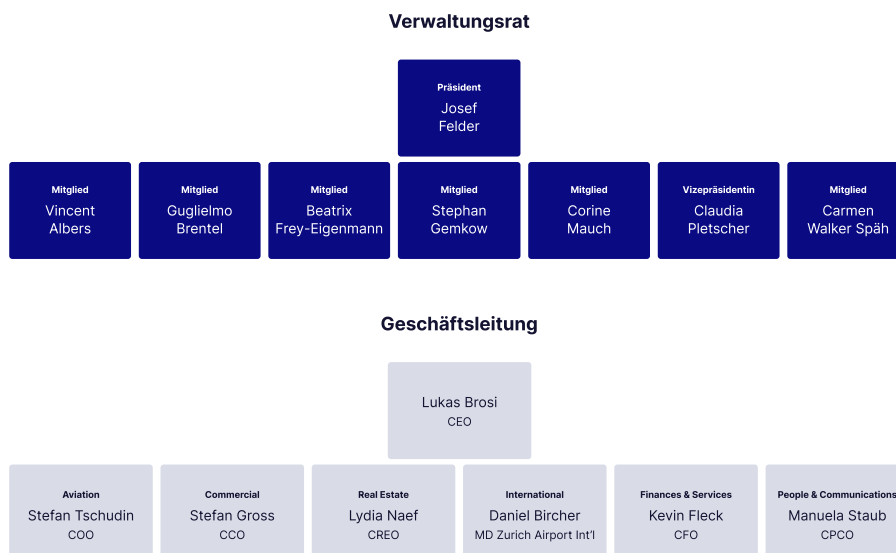 Verwaltungsrat
Präsident
Josef
Felder
Mitglied
Vincent
Albers
Mitglied
Guglielmo
Brentel
Mitglied
Beatrix
Frey-Eigenmann
Mitglied
Stephan
Gemkow
Mitglied
Corine
Mauch
Vizepräsidentin
Claudia
Pletscher
Mitglied
Carmen
Walker Späh
Geschäftsleitung
Lukas Brosi
CEO
Aviation
Stefan Tschudin
COO
Commercial
Stefan Gross
CCO
Real Estate
Lydia Naef
CREO
International
Daniel Bircher
MD Zurich Airport Int'l
Finances & Services
Kevin Fleck
CFO
People & Communications
Manuela Staub
CPCO